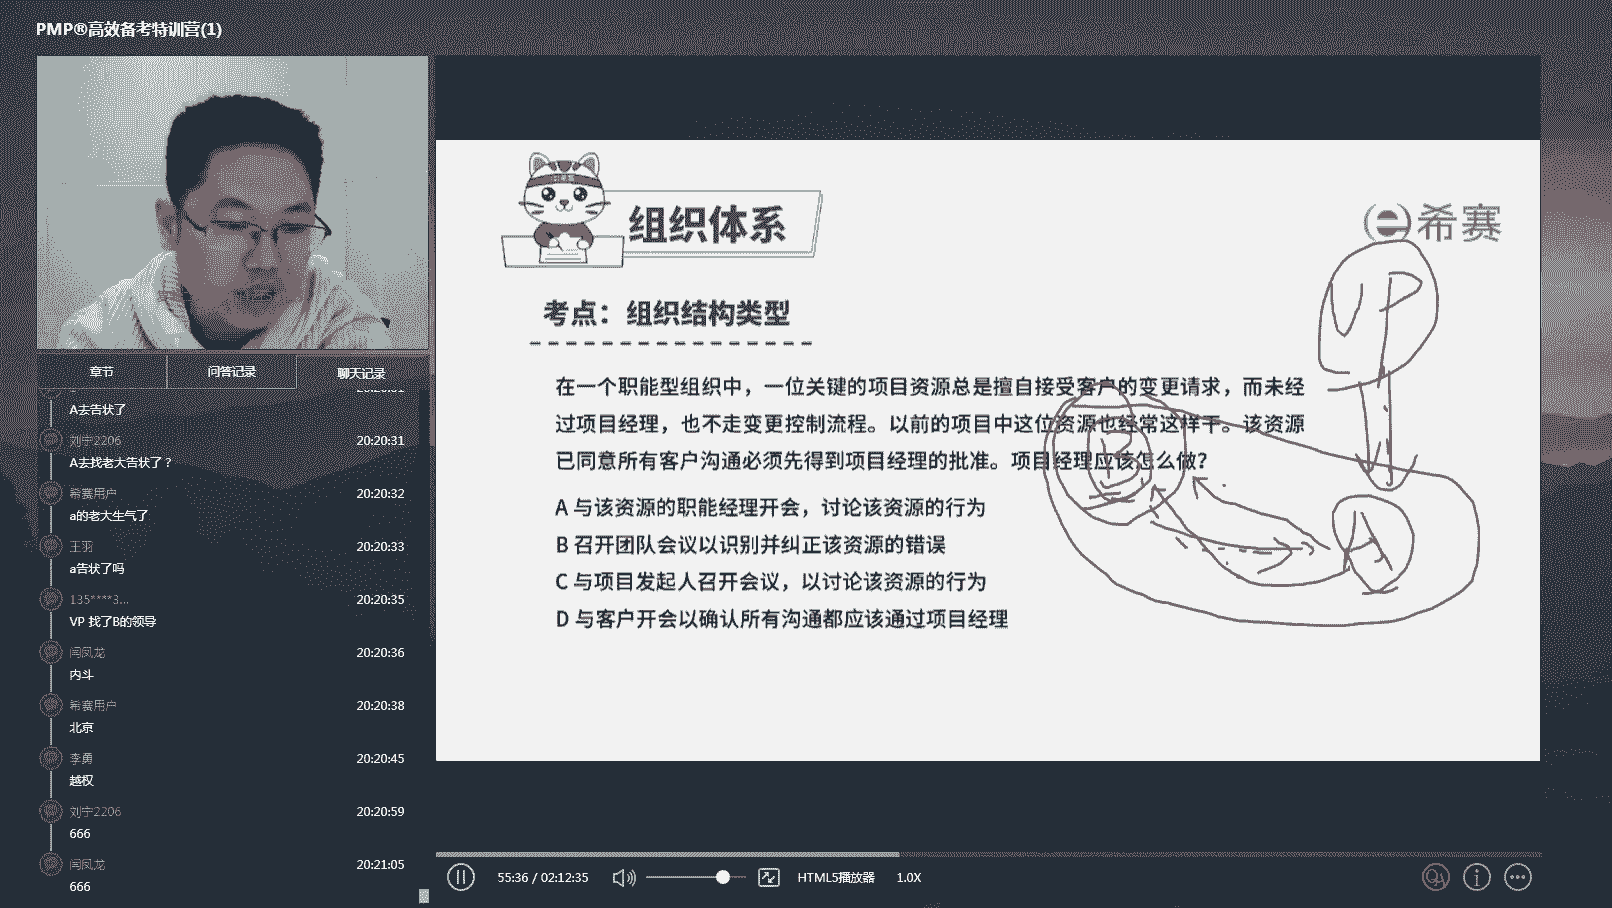 PMP®高效备考特训营(1)
章节
问答记录
聊天记录
A去告状了
刘宁2206
20:20:31
A去找老大告状了？
希赛用户
20:20:32
a的老大生气了
王羽
20:20:33
a告状了吗
135****3...
20:20:35
VP 找了B的领导
闫凤龙
20:20:36
内斗
希赛用户
20:20:38
北京
李勇
20:20:45
越权
刘宁2206
20:20:59
666
闫凤龙
20:21:05
666
组织体系
希赛
考点：组织结构类型
在一个职能型组织中，一位关键的项目资源总是擅自接受客户的变更请求，而未经
过项目经理，也不走变更控制流程。以前的项目中这位资源也经常这样干。该资源
已同意所有客户沟通必须先得到项目经理的批准。项目经理应该怎么做？
A 与该资源的职能经理开会，讨论该资源的行为
B 召开团队会议以识别并纠正该资源的错误
C 与项目发起人召开会议，以讨论该资源的行为
D 与客户开会以确认所有沟通都应该通过项目经理
VP
B
A
55:36 / 02:12:35
HTML5播放器
1.0X